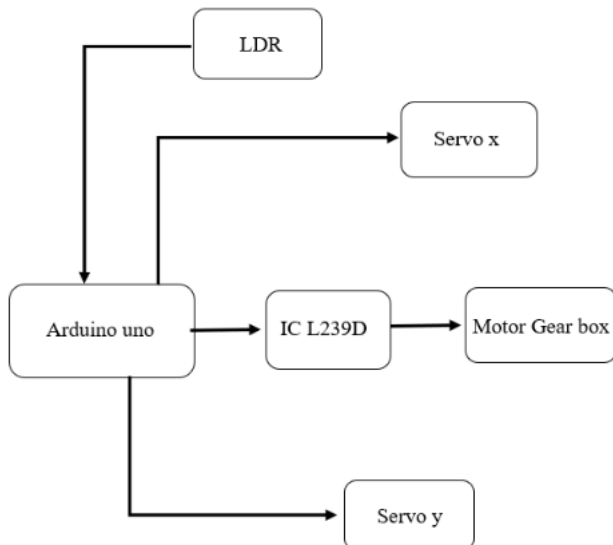 LDR
Servo x
Arduino uno
IC L239D
Motor Gear box
Servo y